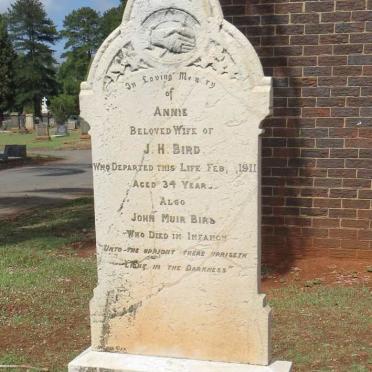 In Loving Memory
of
ANNIE
BELOVED WIFE OF
J. H. BIRD
WHO DEPARTED THIS LIFE FEB, 1911
AGED 34 YEARS
ALSO
JOHN MUIR BIRD
WHO DIED IN INFANCY
"UNTO THE UPRIGHT THERE ARISETH
LIGHT IN THE DARKNESS"